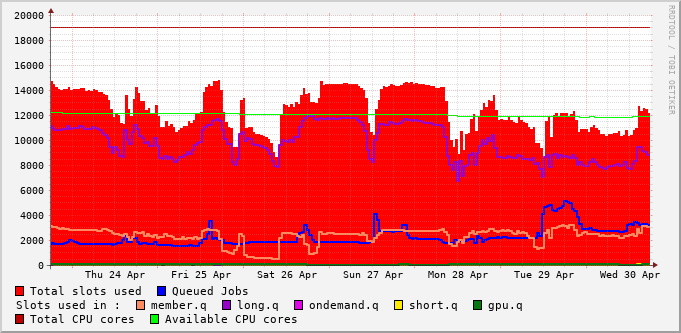 20000
18000
16000
14000
12000
10000
8000
6000
4000
2000
0
Thu 24 Apr Fri 25 Apr Sat 26 Apr Sun 27 Apr Mon 28 Apr Tue 29 Apr Wed 30 Apr
RRDTOOL / TOBI OETIKER
Total slots used Queued Jobs
Slots used in : member.q long.q ondemand.q short.q gpu.q
Total CPU cores Available CPU cores